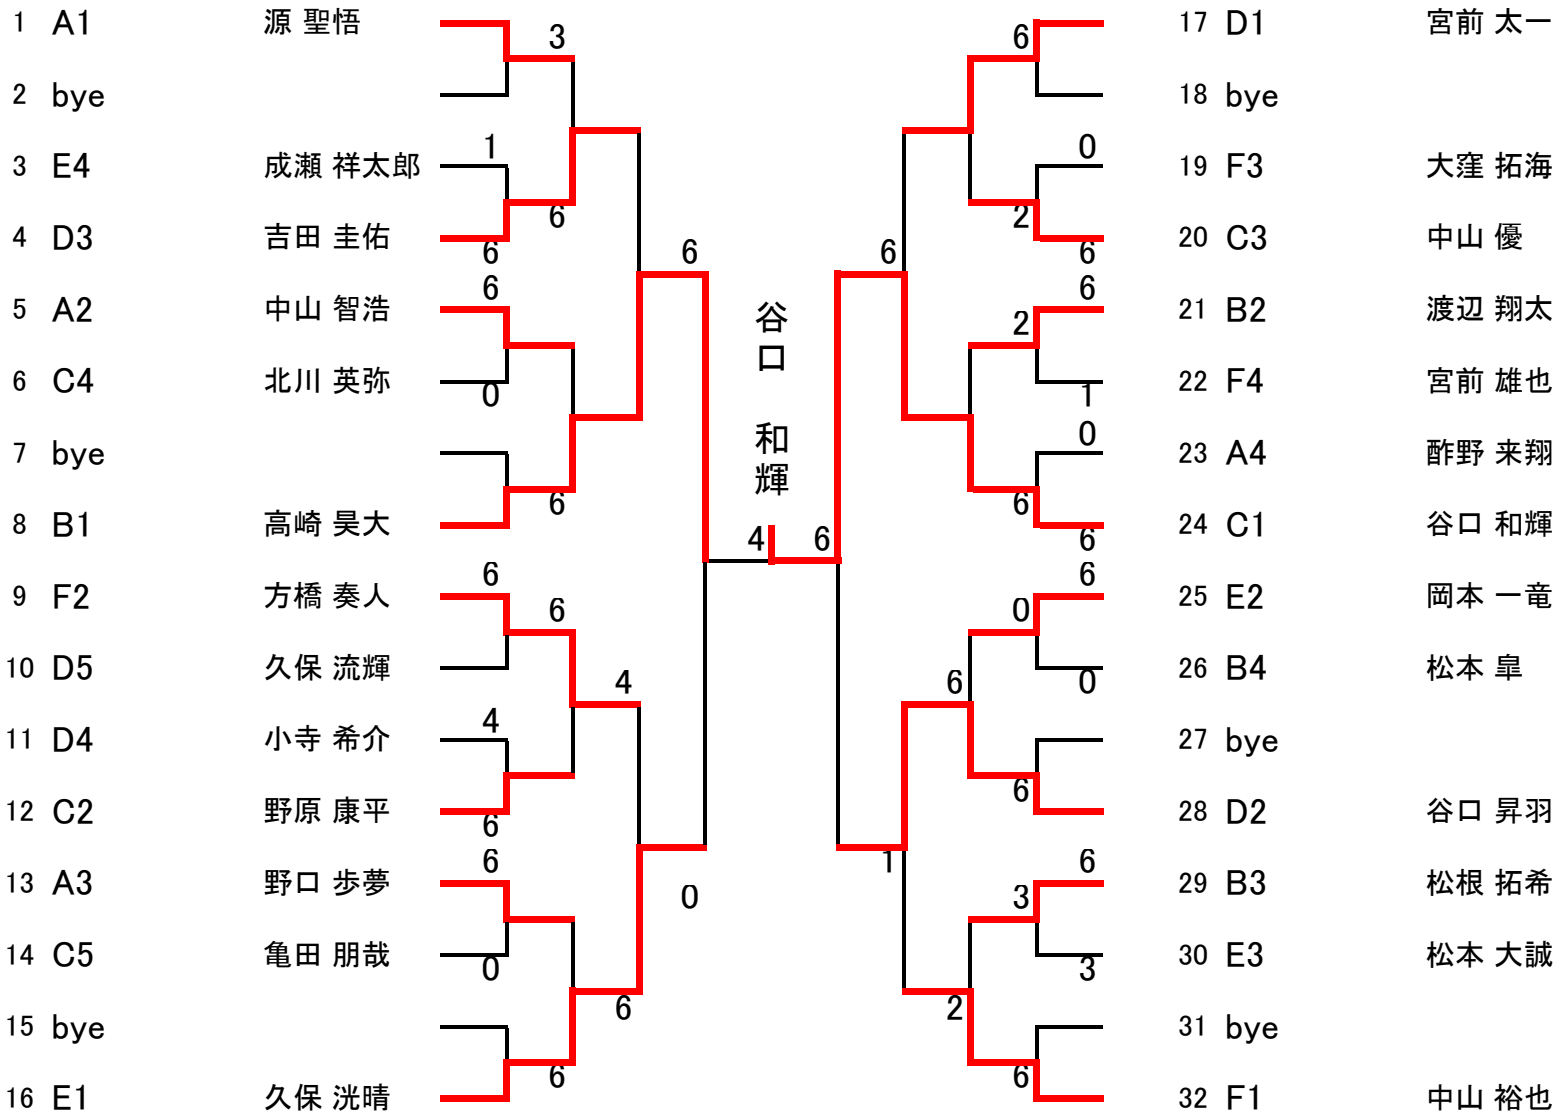 1 A1 源 聖悟
2 bye
3 E4 成瀬 祥太郎
4 D3 吉田 圭佑
5 A2 中山 智浩
6 C4 北川 英弥
7 bye
8 B1 高崎 昊大
9 F2 方橋 奏人
10 D5 久保 流輝
11 D4 小寺 希介
12 C2 野原 康平
13 A3 野口 歩夢
14 C5 亀田 朋哉
15 bye
16 E1 久保 洸晴
3
1
6
6
6
0
6
6
6
4
6
6
0
6
4
6
6
0
谷口 和輝
4 6
6
1
6
2
6
2
2
6
0
6
3
6
0
6
6
1
0
6
6
0
6
3
17 D1 宮前 太一
18 bye
19 F3 大窪 拓海
20 C3 中山 優
21 B2 渡辺 翔太
22 F4 宮前 雄也
23 A4 酢野 来翔
24 C1 谷口 和輝
25 E2 岡本 一竜
26 B4 松本 皐
27 bye
28 D2 谷口 昇羽
29 B3 松根 拓希
30 E3 松本 大誠
31 bye
32 F1 中山 裕也